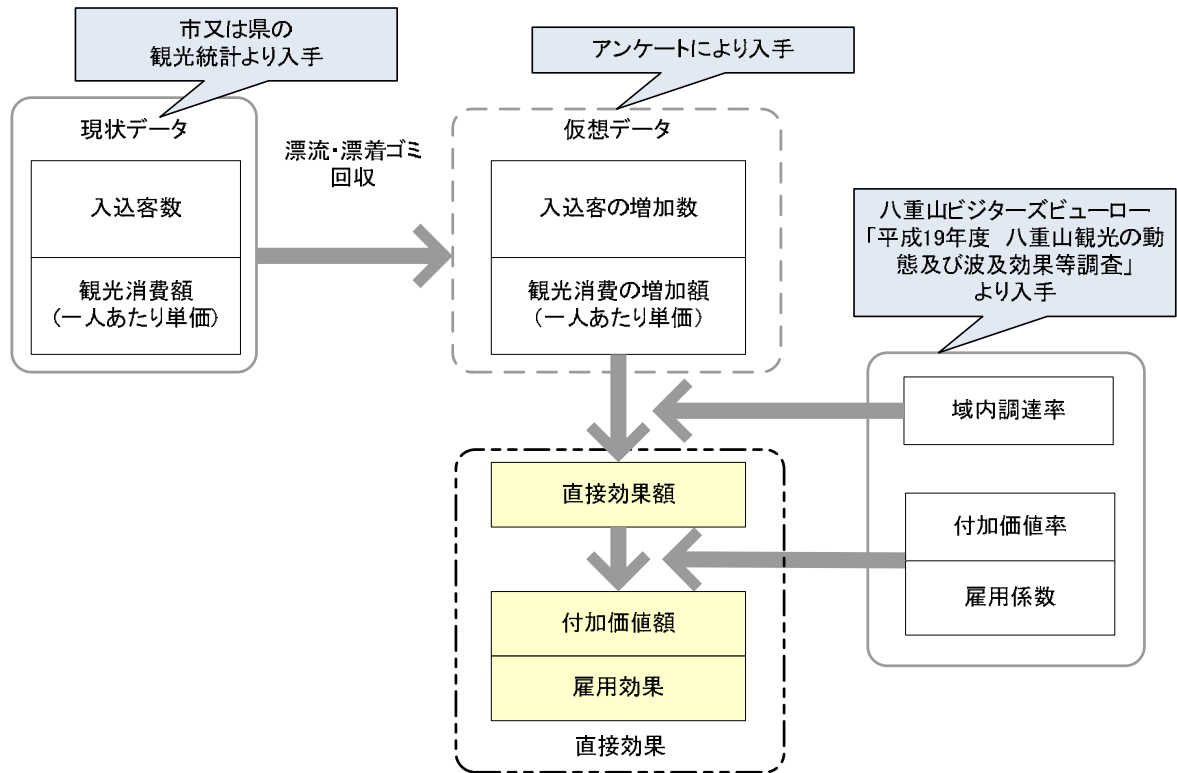 市又は県の
観光統計より入手
アンケートにより入手
現状データ
入込客数
観光消費額
(一人あたり単価)
漂流・漂着ゴミ
回収
仮想データ
入込客の増加数
観光消費の増加額
(一人あたり単価)
八重山ビジターズビューロー
「平成19年度　八重山観光の動
態及び波及効果等調査」
より入手
域内調達率
付加価値率
雇用係数
直接効果額
付加価値額
雇用効果
直接効果